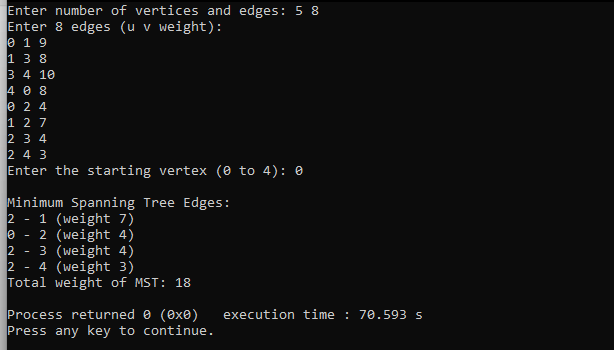 Enter number of vertices and edges: 5 8
Enter 8 edges (u v weight):
0 1 9
1 3 8
3 4 10
4 0 8
0 2 4
1 2 7
2 3 4
2 4 3
Enter the starting vertex (0 to 4): 0
Minimum Spanning Tree Edges:
2 - 1 (weight 7)
0 - 2 (weight 4)
2 - 3 (weight 4)
2 - 4 (weight 3)
Total weight of MST: 18
Process returned 0 (0x0)   execution time : 70.593 s
Press any key to continue.